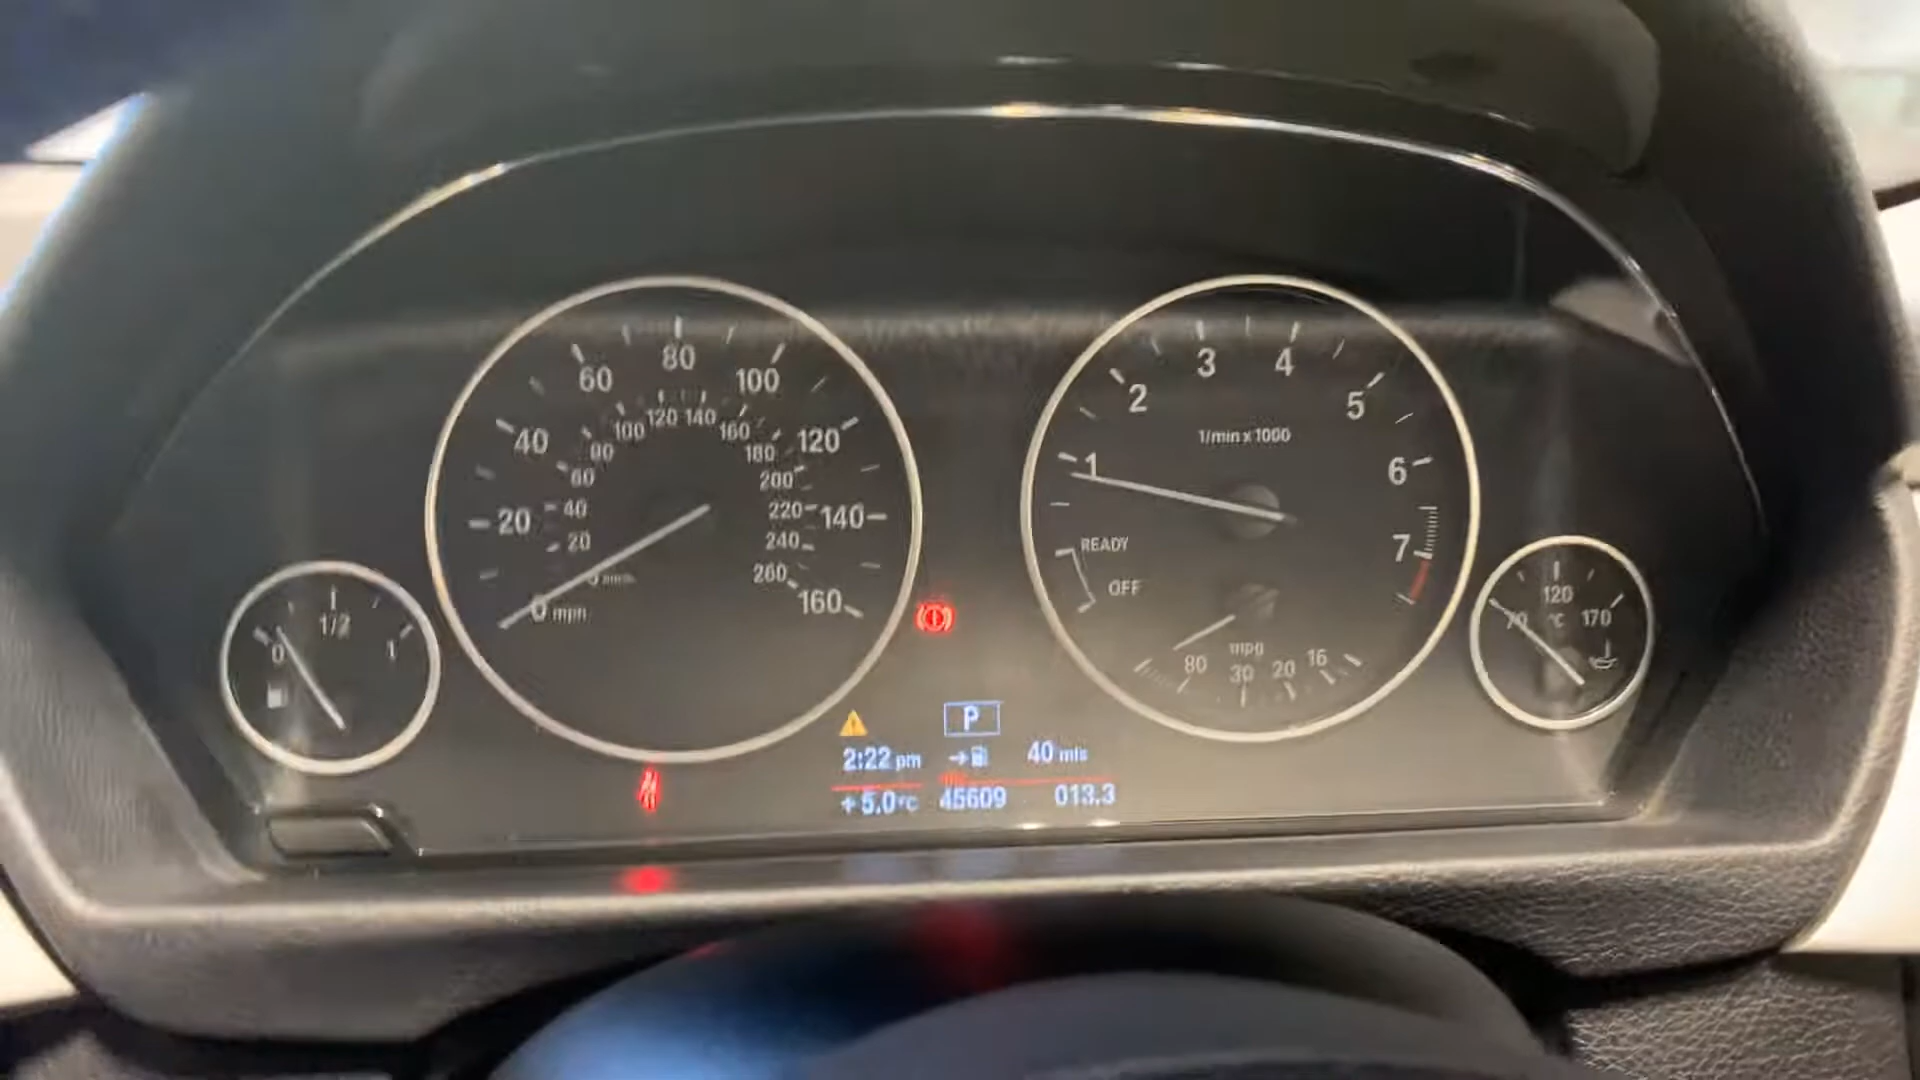 20 40 60 80 100 120 140 160
20 40 60 80 100 120 140 160 180 200 220 240 260
0 mph
1 2 3 4 5 6 7
1/min x 1000
READY
OFF
mpg
80 30 20 16
0 1/2 1
70 120 170
°C
P
2:22 pm 40 mls
+ 5.0°C 45609 013.3